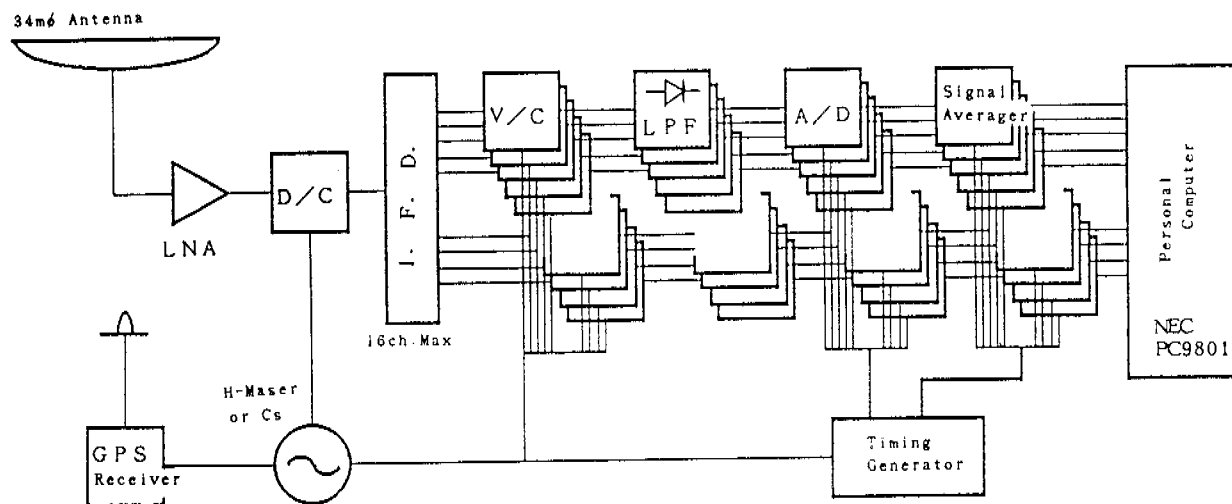 34mφ Antenna
LNA
D/C
I. F. D.
16ch.Max
V/C
LPF
A/D
Signal
Averager
Personal
Computer
NEC
PC9801
H-Maser
or Cs
GPS
Receiver
Timing
Generator